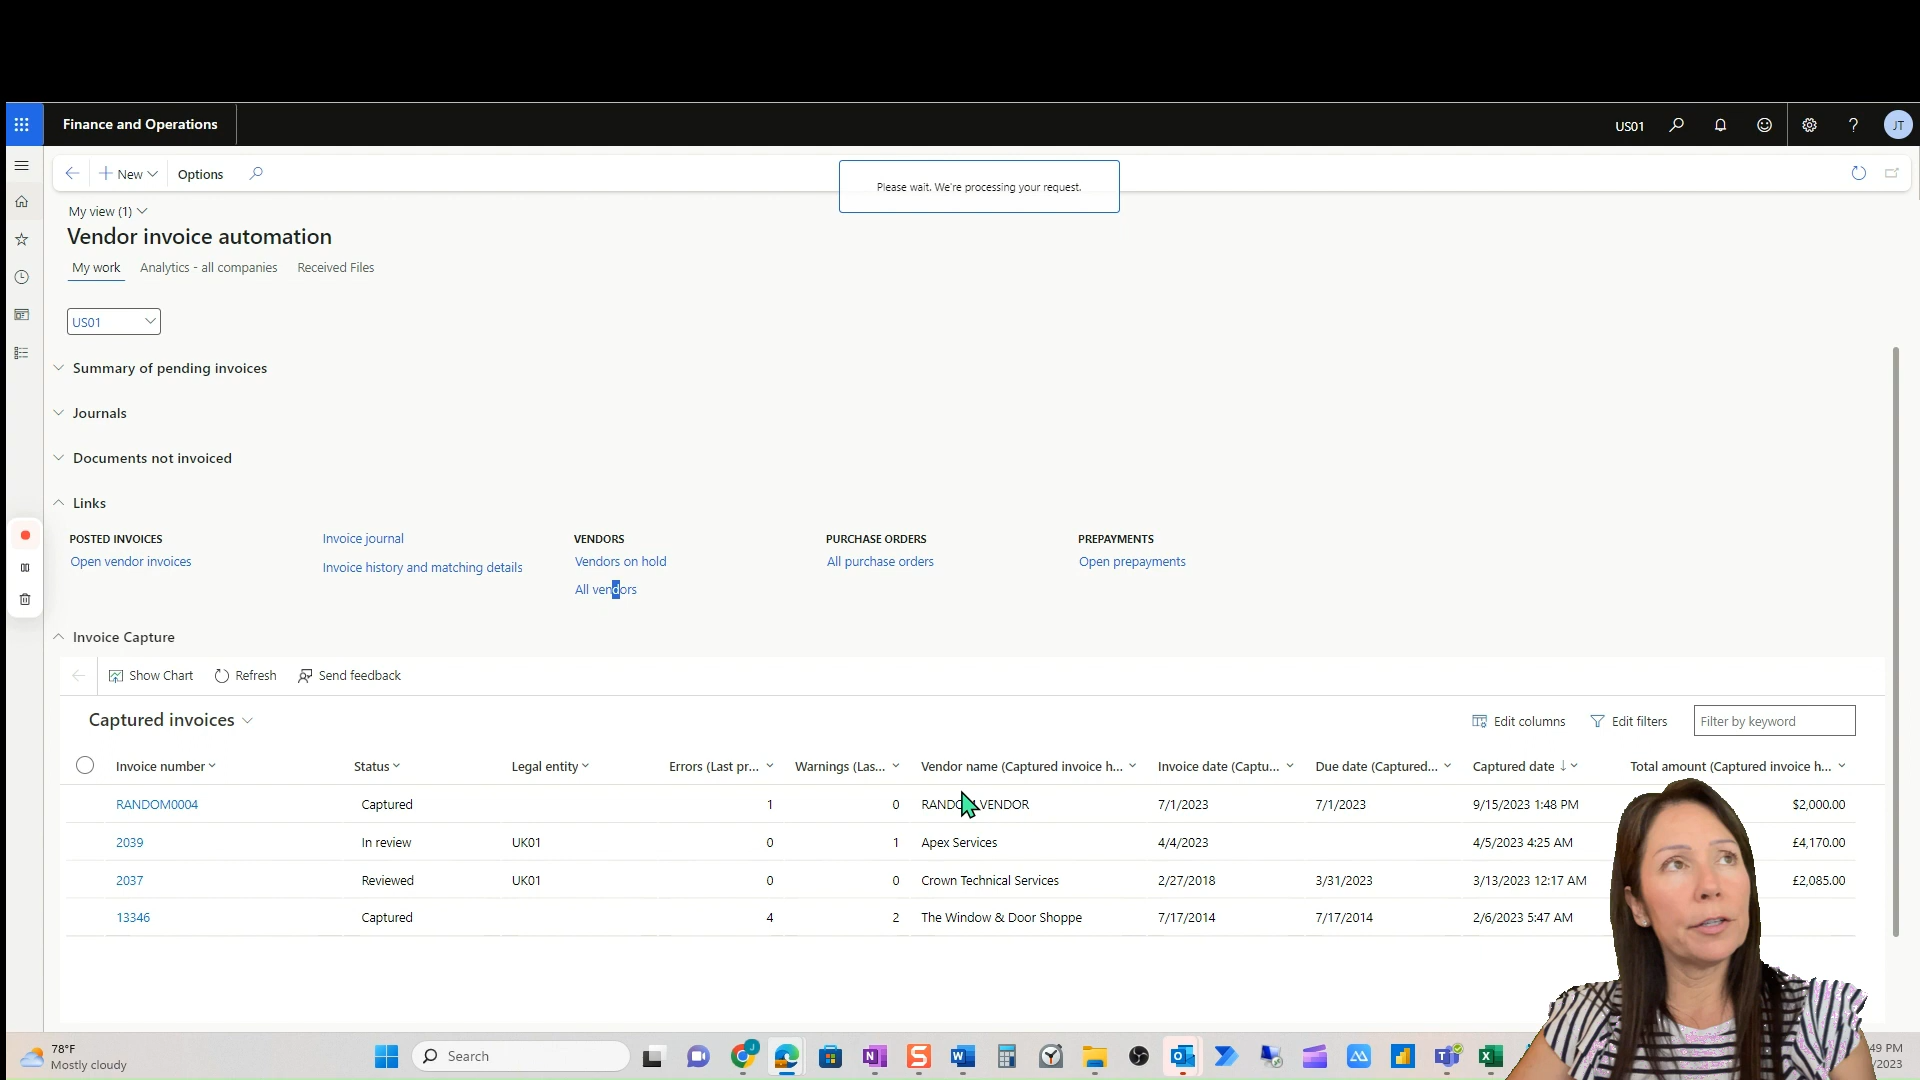 Finance and Operations
US01
JT
New
Options
Please wait. We're processing your request.
My view (1)
Vendor invoice automation
My work
Analytics - all companies
Received Files
US01
Summary of pending invoices
Journals
Documents not invoiced
Links
POSTED INVOICES
Open vendor invoices
Invoice journal
Invoice history and matching details
VENDORS
Vendors on hold
All vendors
PURCHASE ORDERS
All purchase orders
PREPAYMENTS
Open prepayments
Invoice Capture
Show Chart
Refresh
Send feedback
Captured invoices
Edit columns
Edit filters
Filter by keyword
Invoice number Status Legal entity Errors (Last pr... Warnings (Las... Vendor name (Captured invoice h... Invoice date (Captu... Due date (Captured... Captured date Total amount (Captured invoice h...
RANDOM0004 Captured 1 0 VENDOR 7/1/2023 7/1/2023 9/15/2023 1:48 PM $2,000.00
2039 In review UK01 0 1 Apex Services 4/4/2023 4/5/2023 4:25 AM £4,170.00
2037 Reviewed UK01 0 0 Crown Technical Services 2/27/2018 3/31/2023 3/13/2023 12:17 AM £2,085.00
13346 Captured 4 2 The Window & Door Shoppe 7/17/2014 7/17/2014 2/6/2023 5:47 AM
78°F
Mostly cloudy
Search
49 PM
/2023